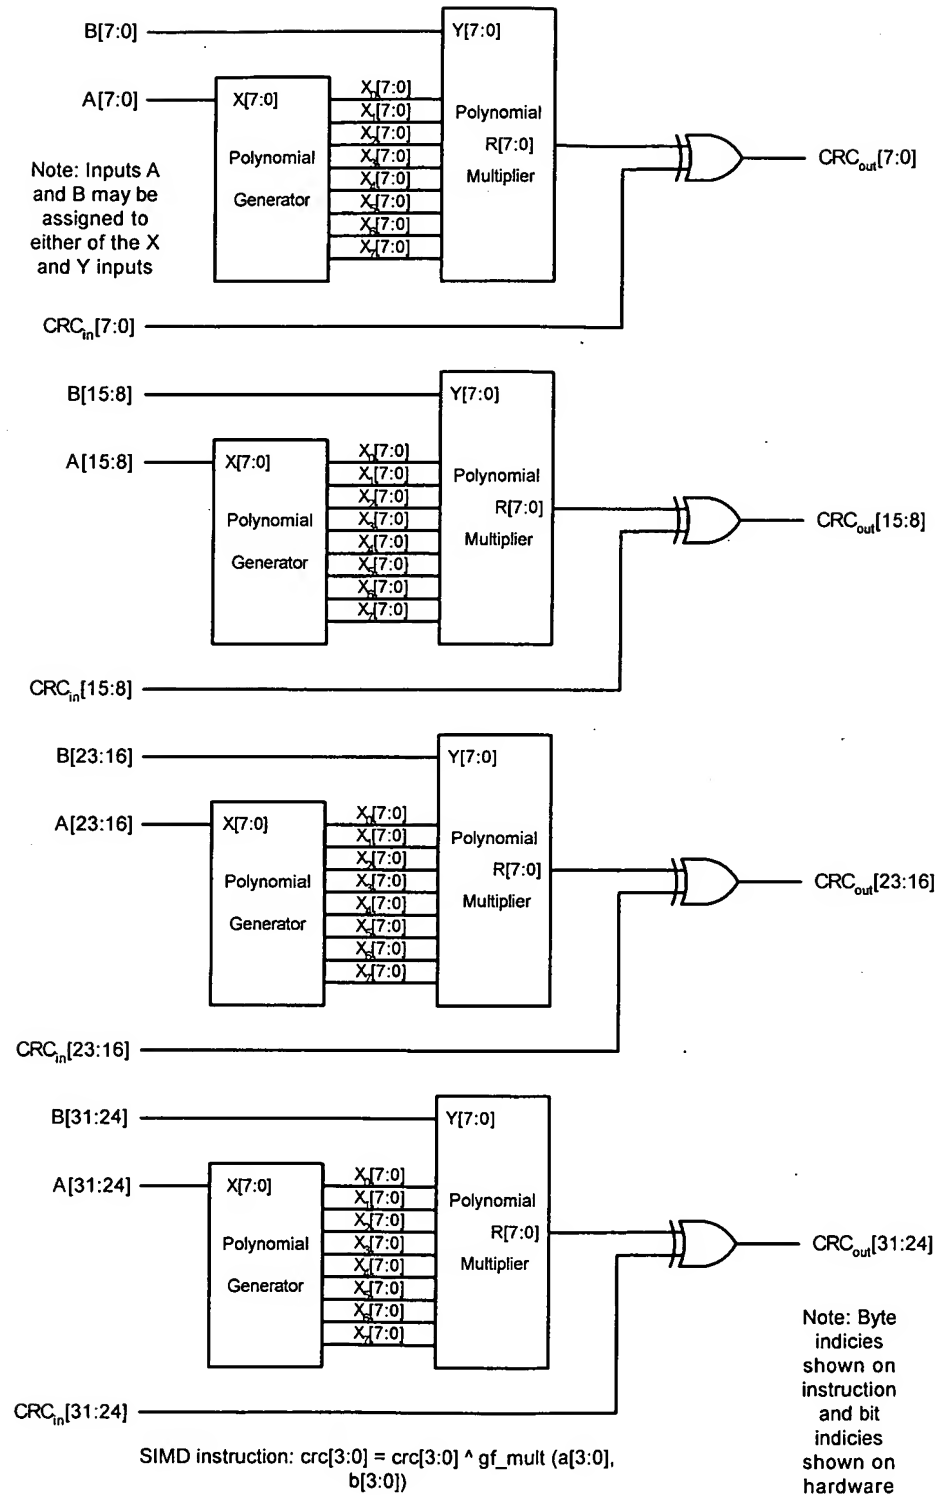 B[7:0]
Y[7:0]
A[7:0]
X[7:0]
X0[7:0]
X1[7:0]
X2[7:0]
X3[7:0]
X4[7:0]
X5[7:0]
X6[7:0]
X7[7:0]
Polynomial
Generator
Polynomial
R[7:0]
Multiplier
CRCout[7:0]
Note: Inputs A
and B may be
assigned to
either of the X
and Y inputs
CRCin[7:0]
B[15:8]
Y[7:0]
A[15:8]
X[7:0]
X0[7:0]
X1[7:0]
X2[7:0]
X3[7:0]
X4[7:0]
X5[7:0]
X6[7:0]
X7[7:0]
Polynomial
Generator
Polynomial
R[7:0]
Multiplier
CRCout[15:8]
CRCin[15:8]
B[23:16]
Y[7:0]
A[23:16]
X[7:0]
X0[7:0]
X1[7:0]
X2[7:0]
X3[7:0]
X4[7:0]
X5[7:0]
X6[7:0]
X7[7:0]
Polynomial
Generator
Polynomial
R[7:0]
Multiplier
CRCout[23:16]
CRCin[23:16]
B[31:24]
Y[7:0]
A[31:24]
X[7:0]
X0[7:0]
X1[7:0]
X2[7:0]
X3[7:0]
X4[7:0]
X5[7:0]
X6[7:0]
X7[7:0]
Polynomial
Generator
Polynomial
R[7:0]
Multiplier
CRCout[31:24]
CRCin[31:24]
Note: Byte
indicies
shown on
instruction
and bit
indicies
shown on
hardware
SIMD instruction: crc[3:0] = crc[3:0] ^ gf_mult (a[3:0],
b[3:0])